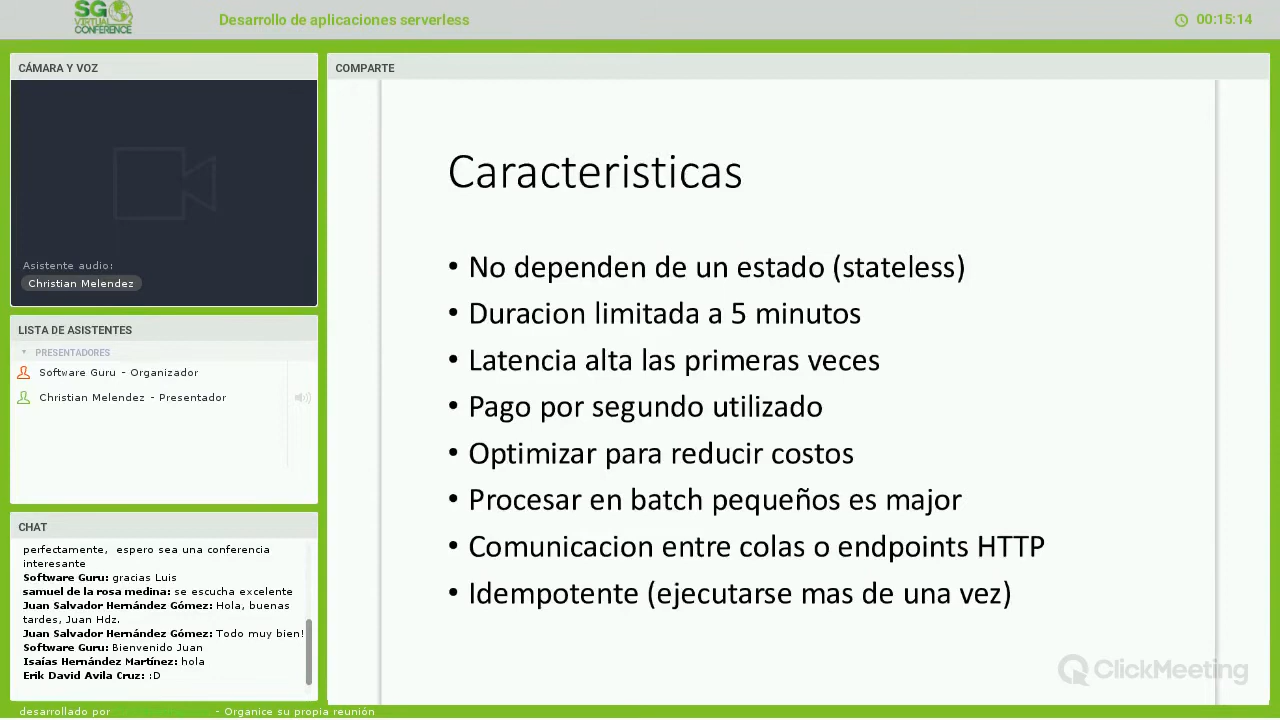 SG
VIRTUAL
CONFERENCE
Desarrollo de aplicaciones serverless
00:15:14
CÁMARA Y VOZ
Asistente audio:
Christian Melendez
LISTA DE ASISTENTES
PRESENTADORES
Software Guru - Organizador
Christian Melendez - Presentador
CHAT
perfectamente, espero sea una conferencia
interesante
Software Guru: gracias Luis
samuel de la rosa medina: se escucha excelente
Juan Salvador Hernández Gómez: Hola, buenas
tardes, Juan Hdz.
Juan Salvador Hernández Gómez: Todo muy bien!
Software Guru: Bienvenido Juan
Isaías Hernández Martínez: hola
Erik David Avila Cruz: :D
COMPARTE
Caracteristicas
• No dependen de un estado (stateless)
• Duracion limitada a 5 minutos
• Latencia alta las primeras veces
• Pago por segundo utilizado
• Optimizar para reducir costos
• Procesar en batch pequeños es major
• Comunicacion entre colas o endpoints HTTP
• Idempotente (ejecutarse mas de una vez)
ClickMeeting
desarrollado por - Organice su propia reunión